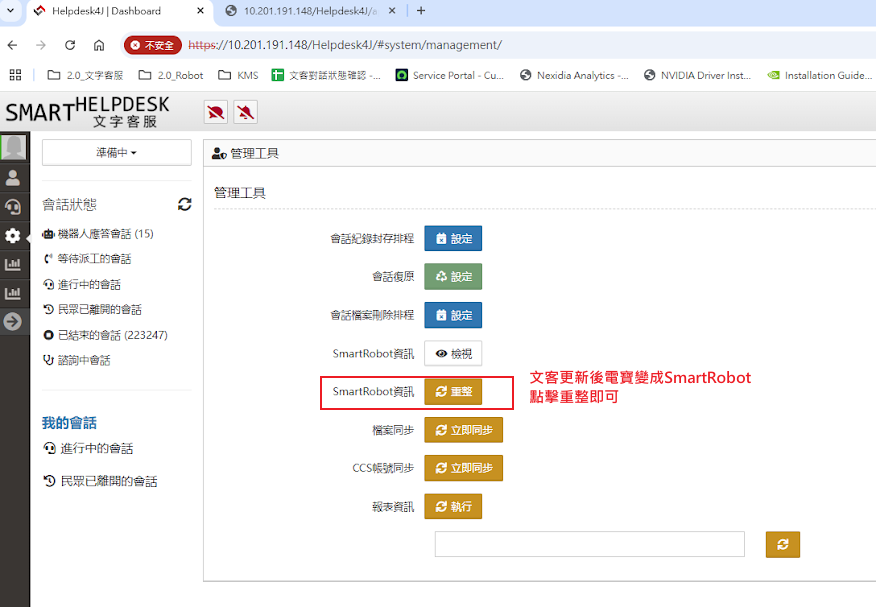 Helpdesk4J | Dashboard
10.201.191.148/Helpdesk4J/a
不安全
https://10.201.191.148/Helpdesk4J/#system/management/
2.0_文字客服
2.0_Robot
KMS
文客對話狀態確認 -...
Service Portal - Cu...
Nexidia Analytics -...
NVIDIA Driver Inst...
Installation Guide...
SMARTHELPDESK
文字客服
準備中
管理工具
會話狀態
機器人應答會話 (15)
等待派工的會話
進行中的會話
民眾已離開的會話
已結束的會話 (223247)
諮詢中會話
我的會話
進行中的會話
民眾已離開的會話
管理工具
會話紀錄封存排程 設定
會話復原 設定
會話檔案刪除排程 設定
SmartRobot資訊 檢視
SmartRobot資訊 重整
文客更新後電寶變成SmartRobot
點擊重整即可
檔案同步 立即同步
CCS帳號同步 立即同步
報表資訊 執行